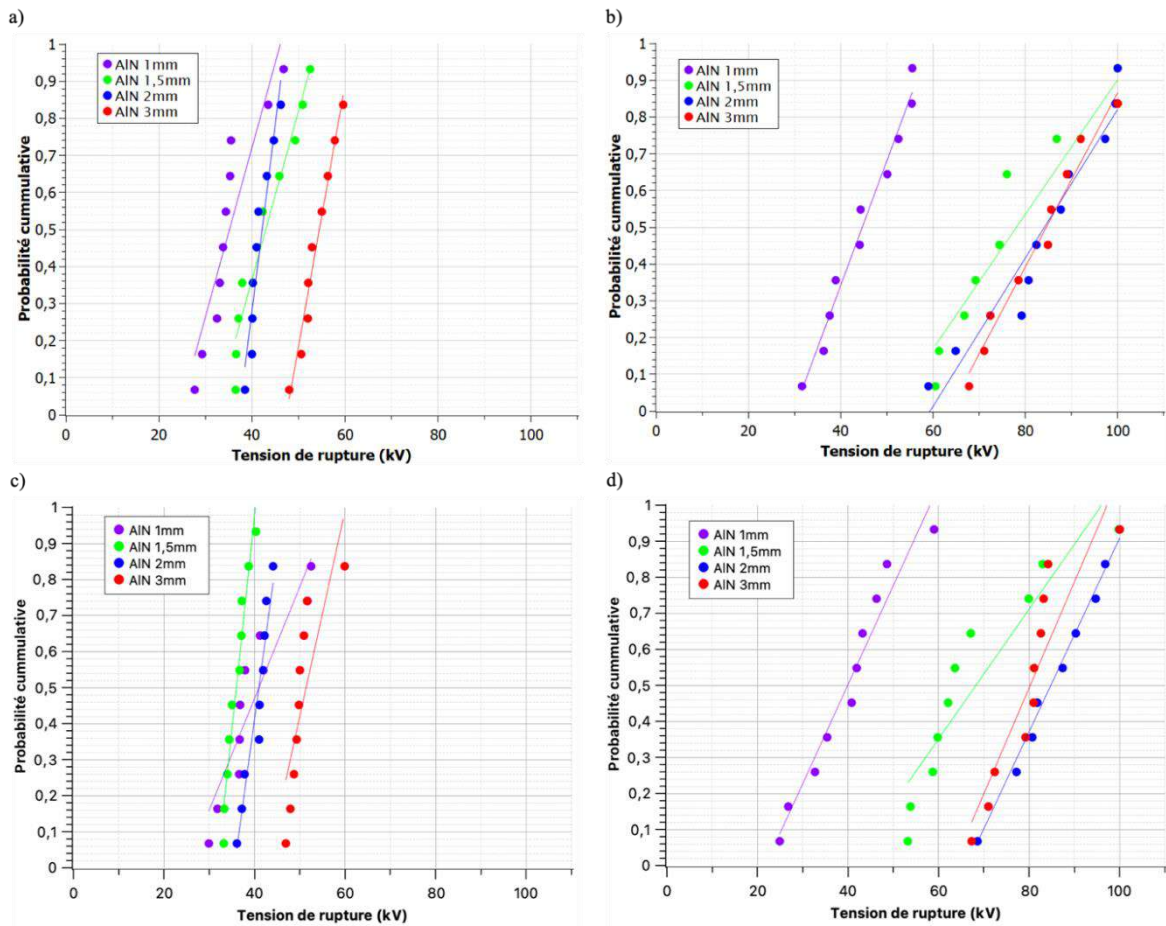 a)
Probabilité cummulative
1
0,9
0,8
0,7
0,6
0,5
0,4
0,3
0,2
0,1
0
AlN 1mm
AlN 1,5mm
AlN 2mm
AlN 3mm
0 20 40 60 80 100
Tension de rupture (kV)
b)
Probabilité cummulative
1
0,9
0,8
0,7
0,6
0,5
0,4
0,3
0,2
0,1
0
AlN 1mm
AlN 1,5mm
AlN 2mm
AlN 3mm
0 20 40 60 80 100
Tension de rupture (kV)
c)
Probabilité cummulative
1
0,9
0,8
0,7
0,6
0,5
0,4
0,3
0,2
0,1
0
AlN 1mm
AlN 1,5mm
AlN 2mm
AlN 3mm
0 20 40 60 80 100
Tension de rupture (kV)
d)
Probabilité cummulative
1
0,9
0,8
0,7
0,6
0,5
0,4
0,3
0,2
0,1
0
AlN 1mm
AlN 1,5mm
AlN 2mm
AlN 3mm
0 20 40 60 80 100
Tension de rupture (kV)